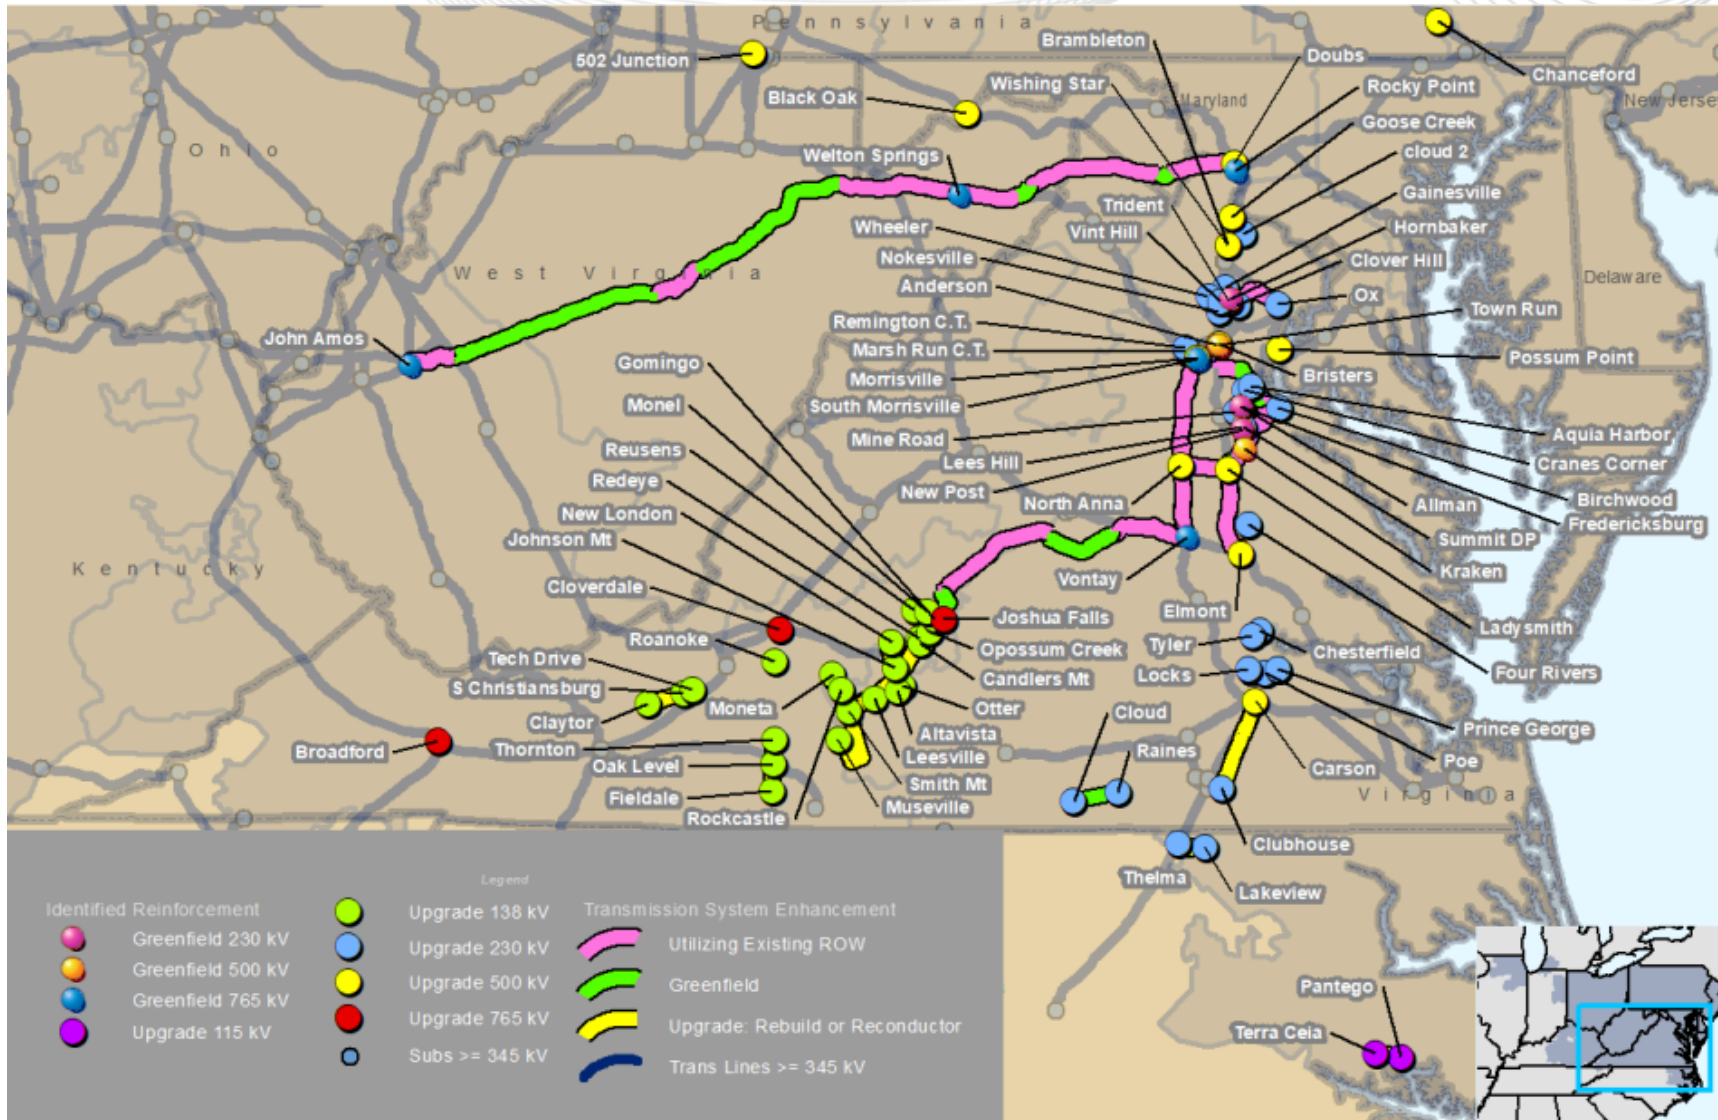 Pennsylvania
Brambleton
Doubs
502 Junction
Chanceford
Wishing Star
Rocky Point
Black Oak
Maryland
New Jerse
Goose Creek
Ohio
Welton Springs
cloud 2
Gainesville
Trident
Wheeler
Vint Hill
Hornbaker
Nokesville
Clover Hill
West Virginia
Delaware
Anderson
Ox
Town Run
Remington C.T.
John Amos
Marsh Run C.T.
Possum Point
Gomingo
Morrisville
Bristers
Monel
South Morrisville
Mine Road
Aquia Harbor
Reusens
Lees Hill
Cranes Corner
Redeye
New Post
Birchwood
North Anna
Allman
New London
Fredericksburg
Johnson Mt
Summit DP
Kentucky
Kraken
Vontay
Cloverdale
Elmont
Joshua Falls
Ladysmith
Roanoke
Tyler
Opossum Creek
Chesterfield
Tech Drive
Four Rivers
S Christiansburg
Locks
Candlers Mt
Claytor
Moneta
Otter
Cloud
Prince George
Altavista
Broadford
Thornton
Raines
Leesville
Poe
Oak Level
Carson
Smith Mt
Fieldale
Virginia
Museville
Rockcastle
Clubhouse
Thelma
Lakeview
Pantego
Terra Ceia
Legend
Identified Reinforcement
Greenfield 230 kV
Greenfield 500 kV
Greenfield 765 kV
Upgrade 115 kV
Upgrade 138 kV
Upgrade 230 kV
Upgrade 500 kV
Upgrade 765 kV
Subs >= 345 kV
Transmission System Enhancement
Utilizing Existing ROW
Greenfield
Upgrade: Rebuild or Reconductor
Trans Lines >= 345 kV